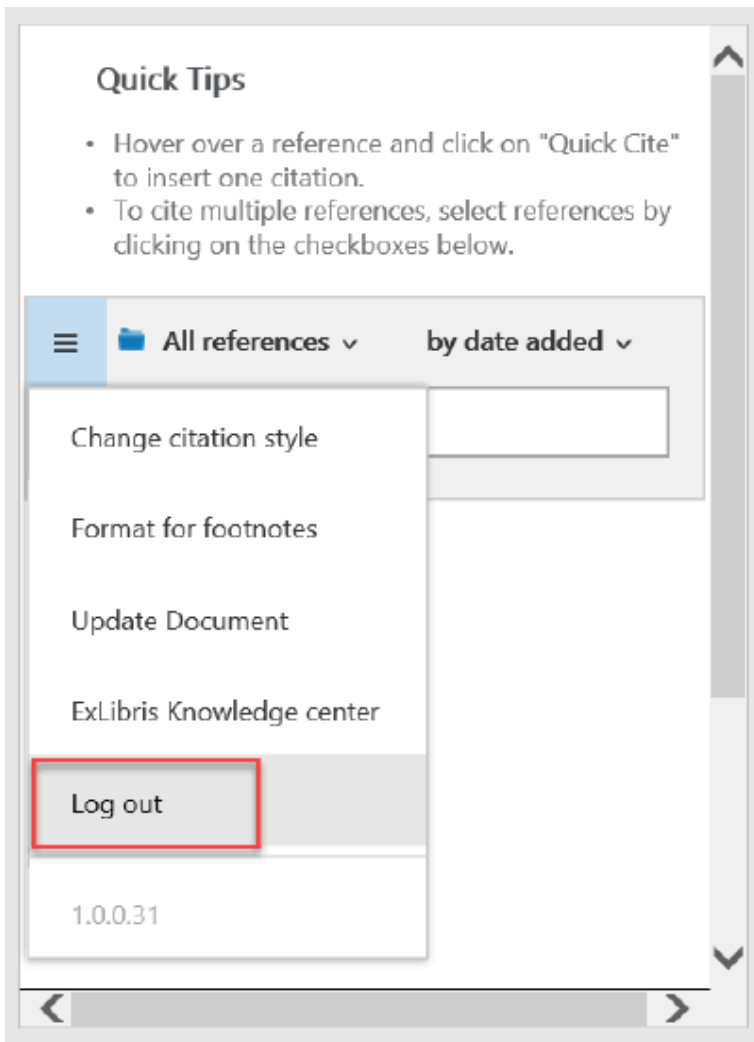 Quick Tips
• Hover over a reference and click on "Quick Cite"
to insert one citation.
• To cite multiple references, select references by
clicking on the checkboxes below.
All references by date added
Change citation style
Format for footnotes
Update Document
ExLibris Knowledge center
Log out
1.0.0.31